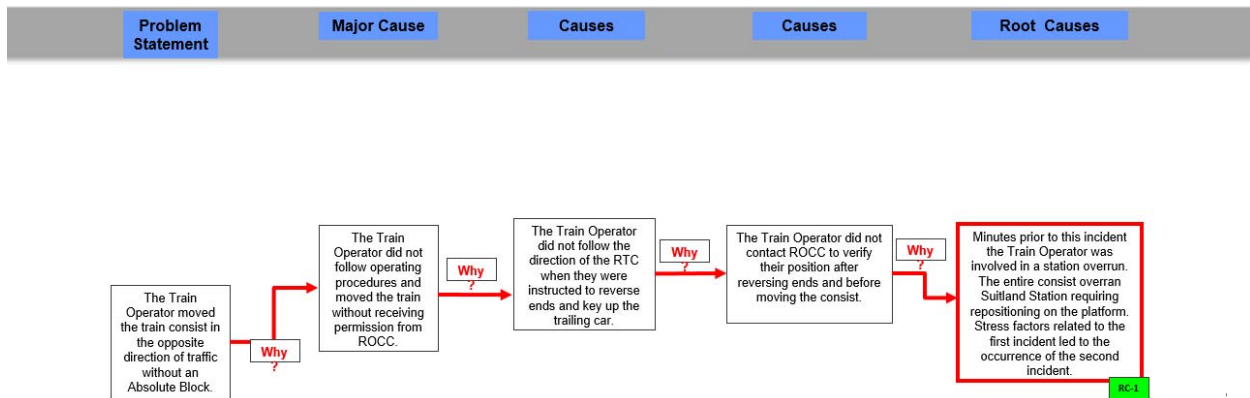 Problem
Statement
Major Cause
Causes
Causes
Root Causes
The Train
Operator moved
the train consist in
the opposite
direction of traffic
without an
Absolute Block.
Why
?
The Train
Operator did not
follow operating
procedures and
moved the train
without receiving
permission from
ROCC.
Why
?
The Train Operator
did not follow the
direction of the RTC
when they were
instructed to reverse
ends and key up the
trailing car.
Why
?
The Train Operator did not
contact ROCC to verify
their position after
reversing ends and before
moving the consist.
Why
?
Minutes prior to this incident
the Train Operator was
involved in a station overrun.
The entire consist overran
Suitland Station requiring
repositioning on the platform.
Stress factors related to the
first incident led to the
occurrence of the second
incident.
RC-1